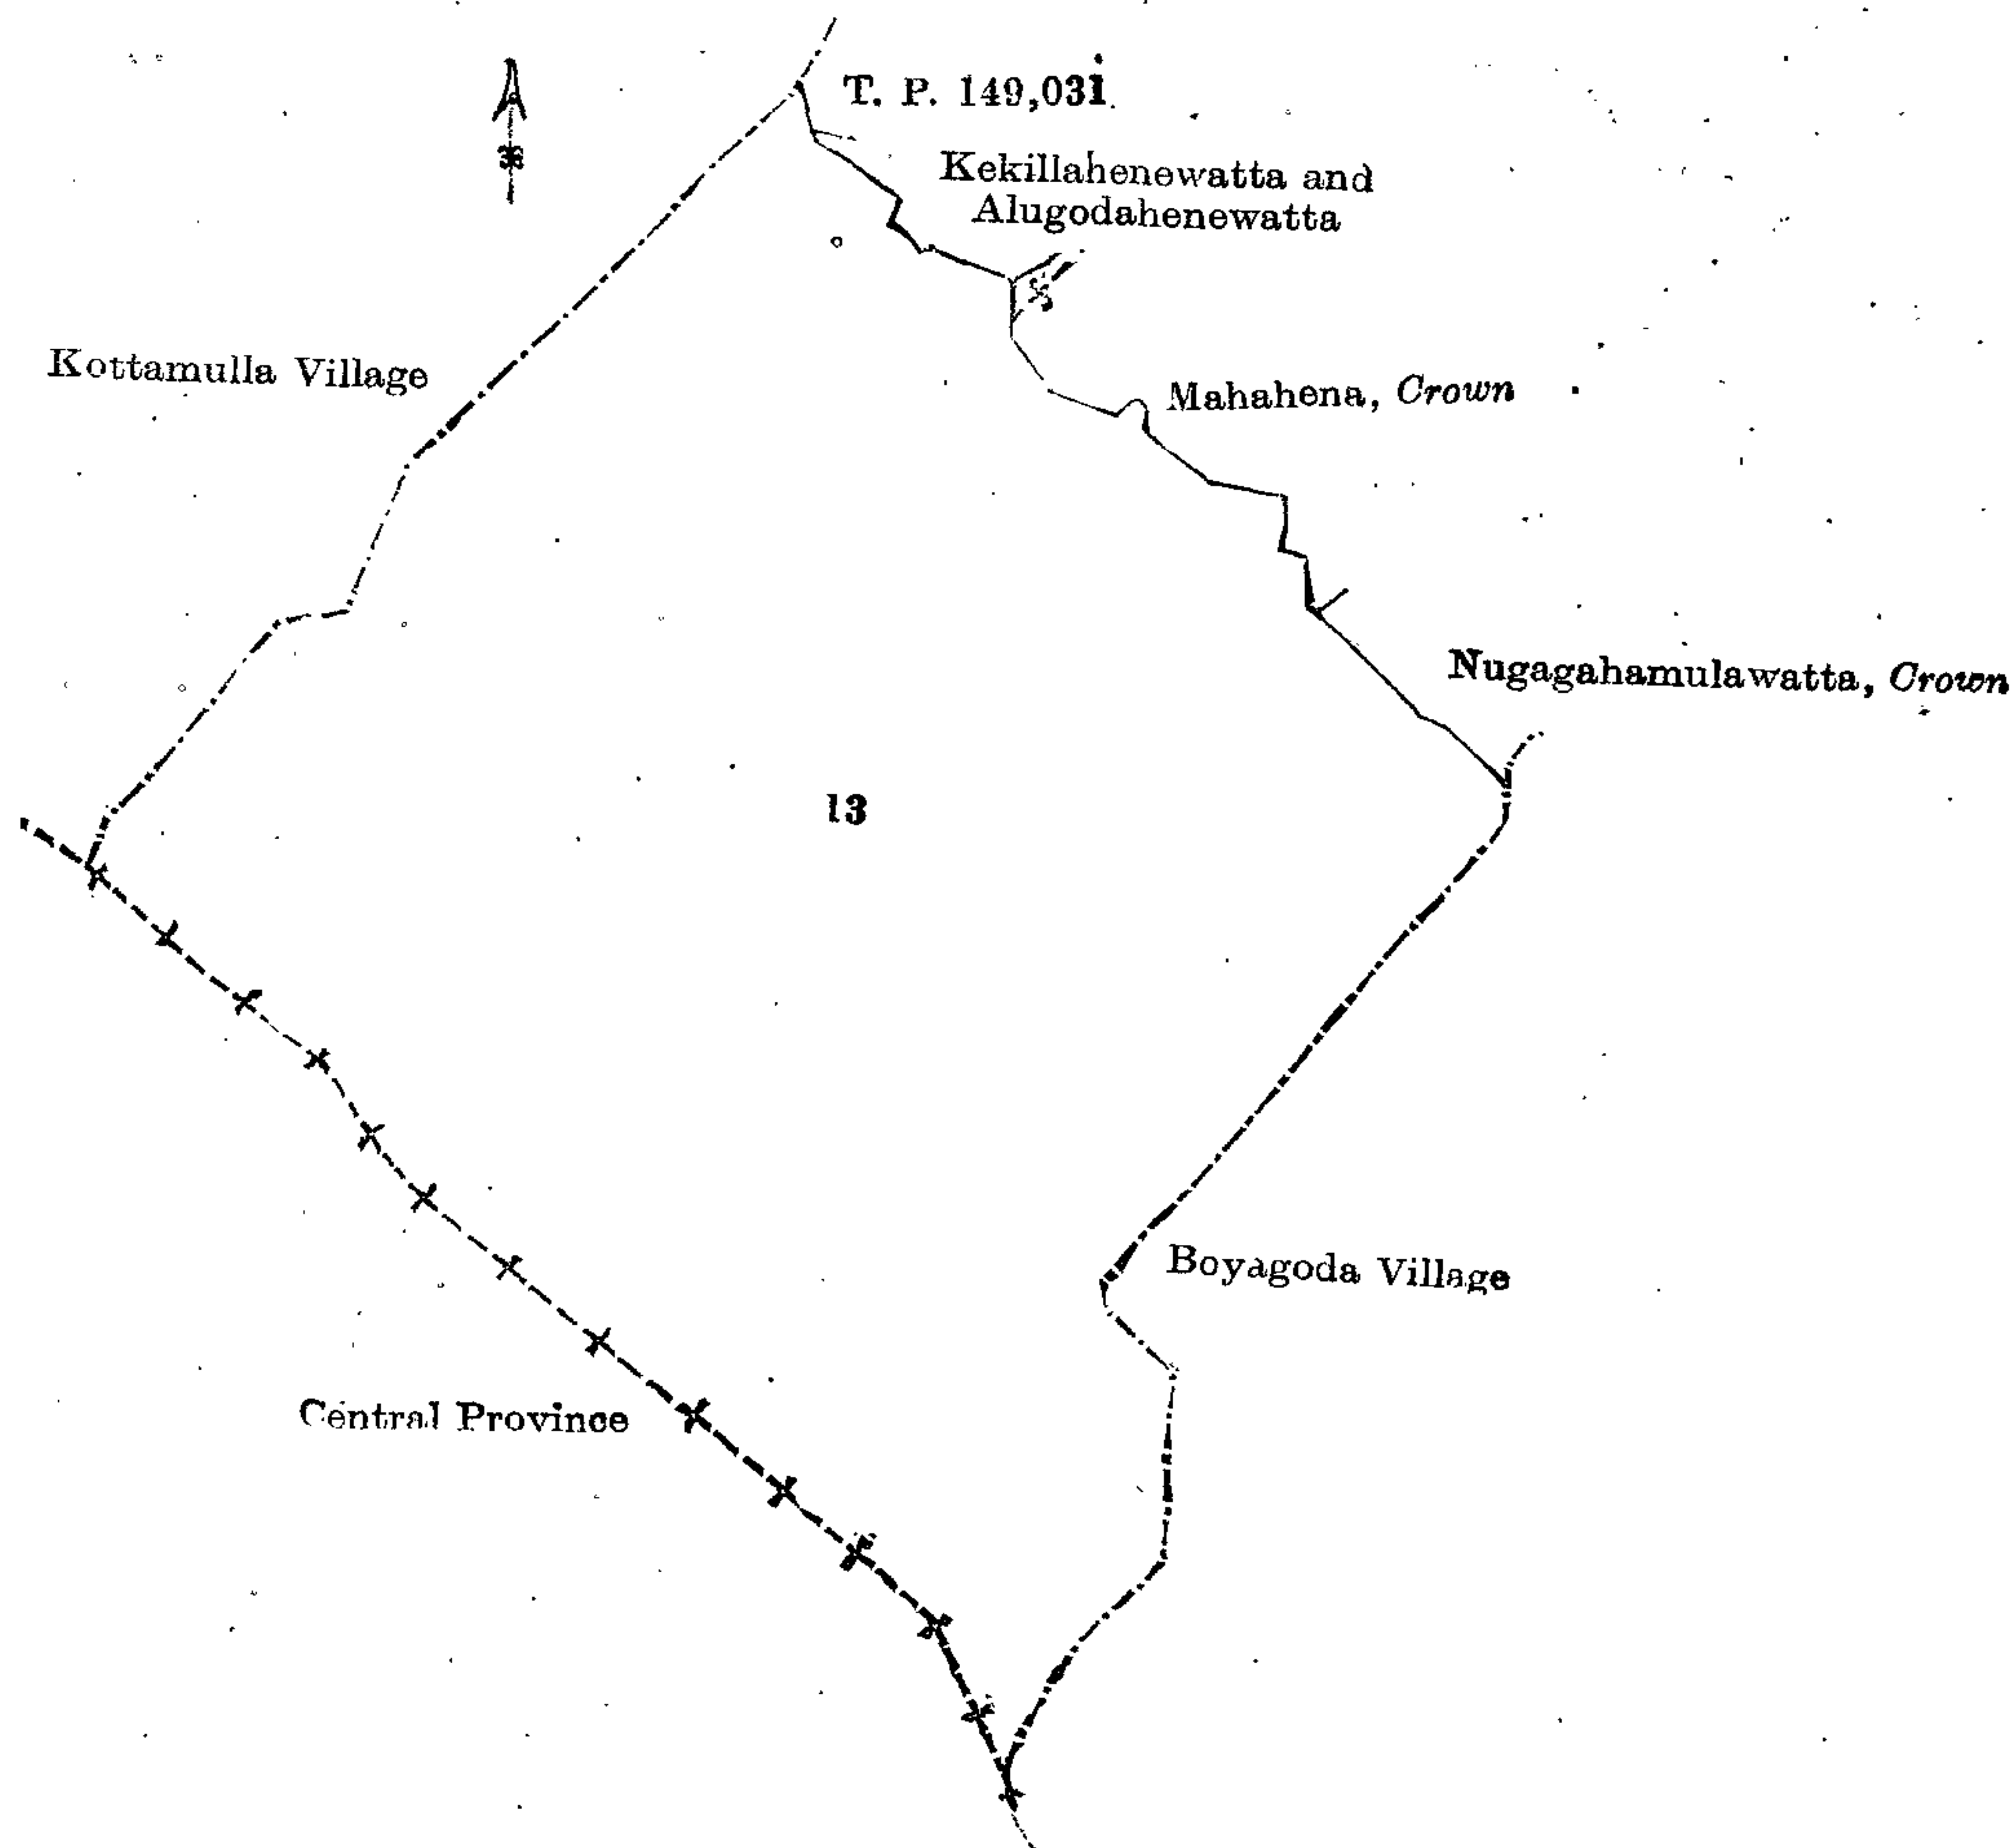 T. P. 149,031
Kekillahenewatta and
Alugodahenewatta
Kottamulla Village
Mahahena, Crown
Nugagahamulawatta, Crown
13
Boyagoda Village
Central Province